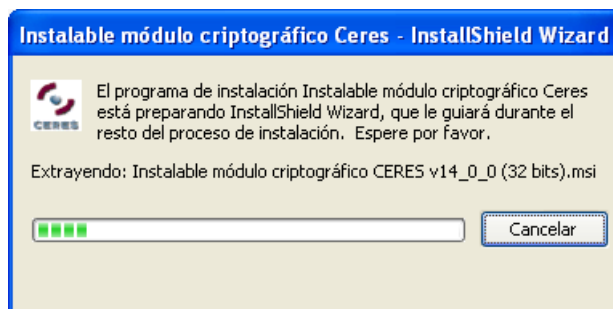 Instalable módulo criptográfico Ceres - InstallShield Wizard
El programa de instalación Instalable módulo criptográfico Ceres
está preparando InstallShield Wizard, que le guiará durante el
resto del proceso de instalación. Espere por favor.
CERES
Extrayendo: Instalable módulo criptográfico CERES v14_0_0 (32 bits).msi
Cancelar